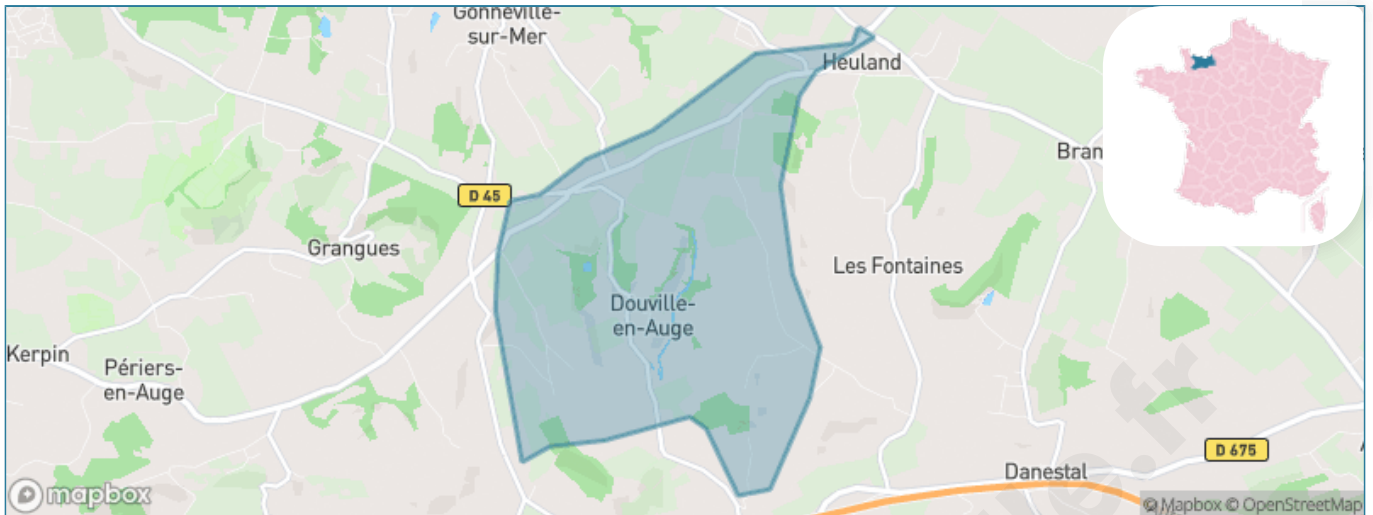 Gonneville-
sur-Mer
Heuland
Bran
D 45
Grangues
Les Fontaines
Douville-
en-Auge
Kerpin
Périers-
en-Auge
D 675
Danestal
mapbox
© Mapbox © OpenStreetMap